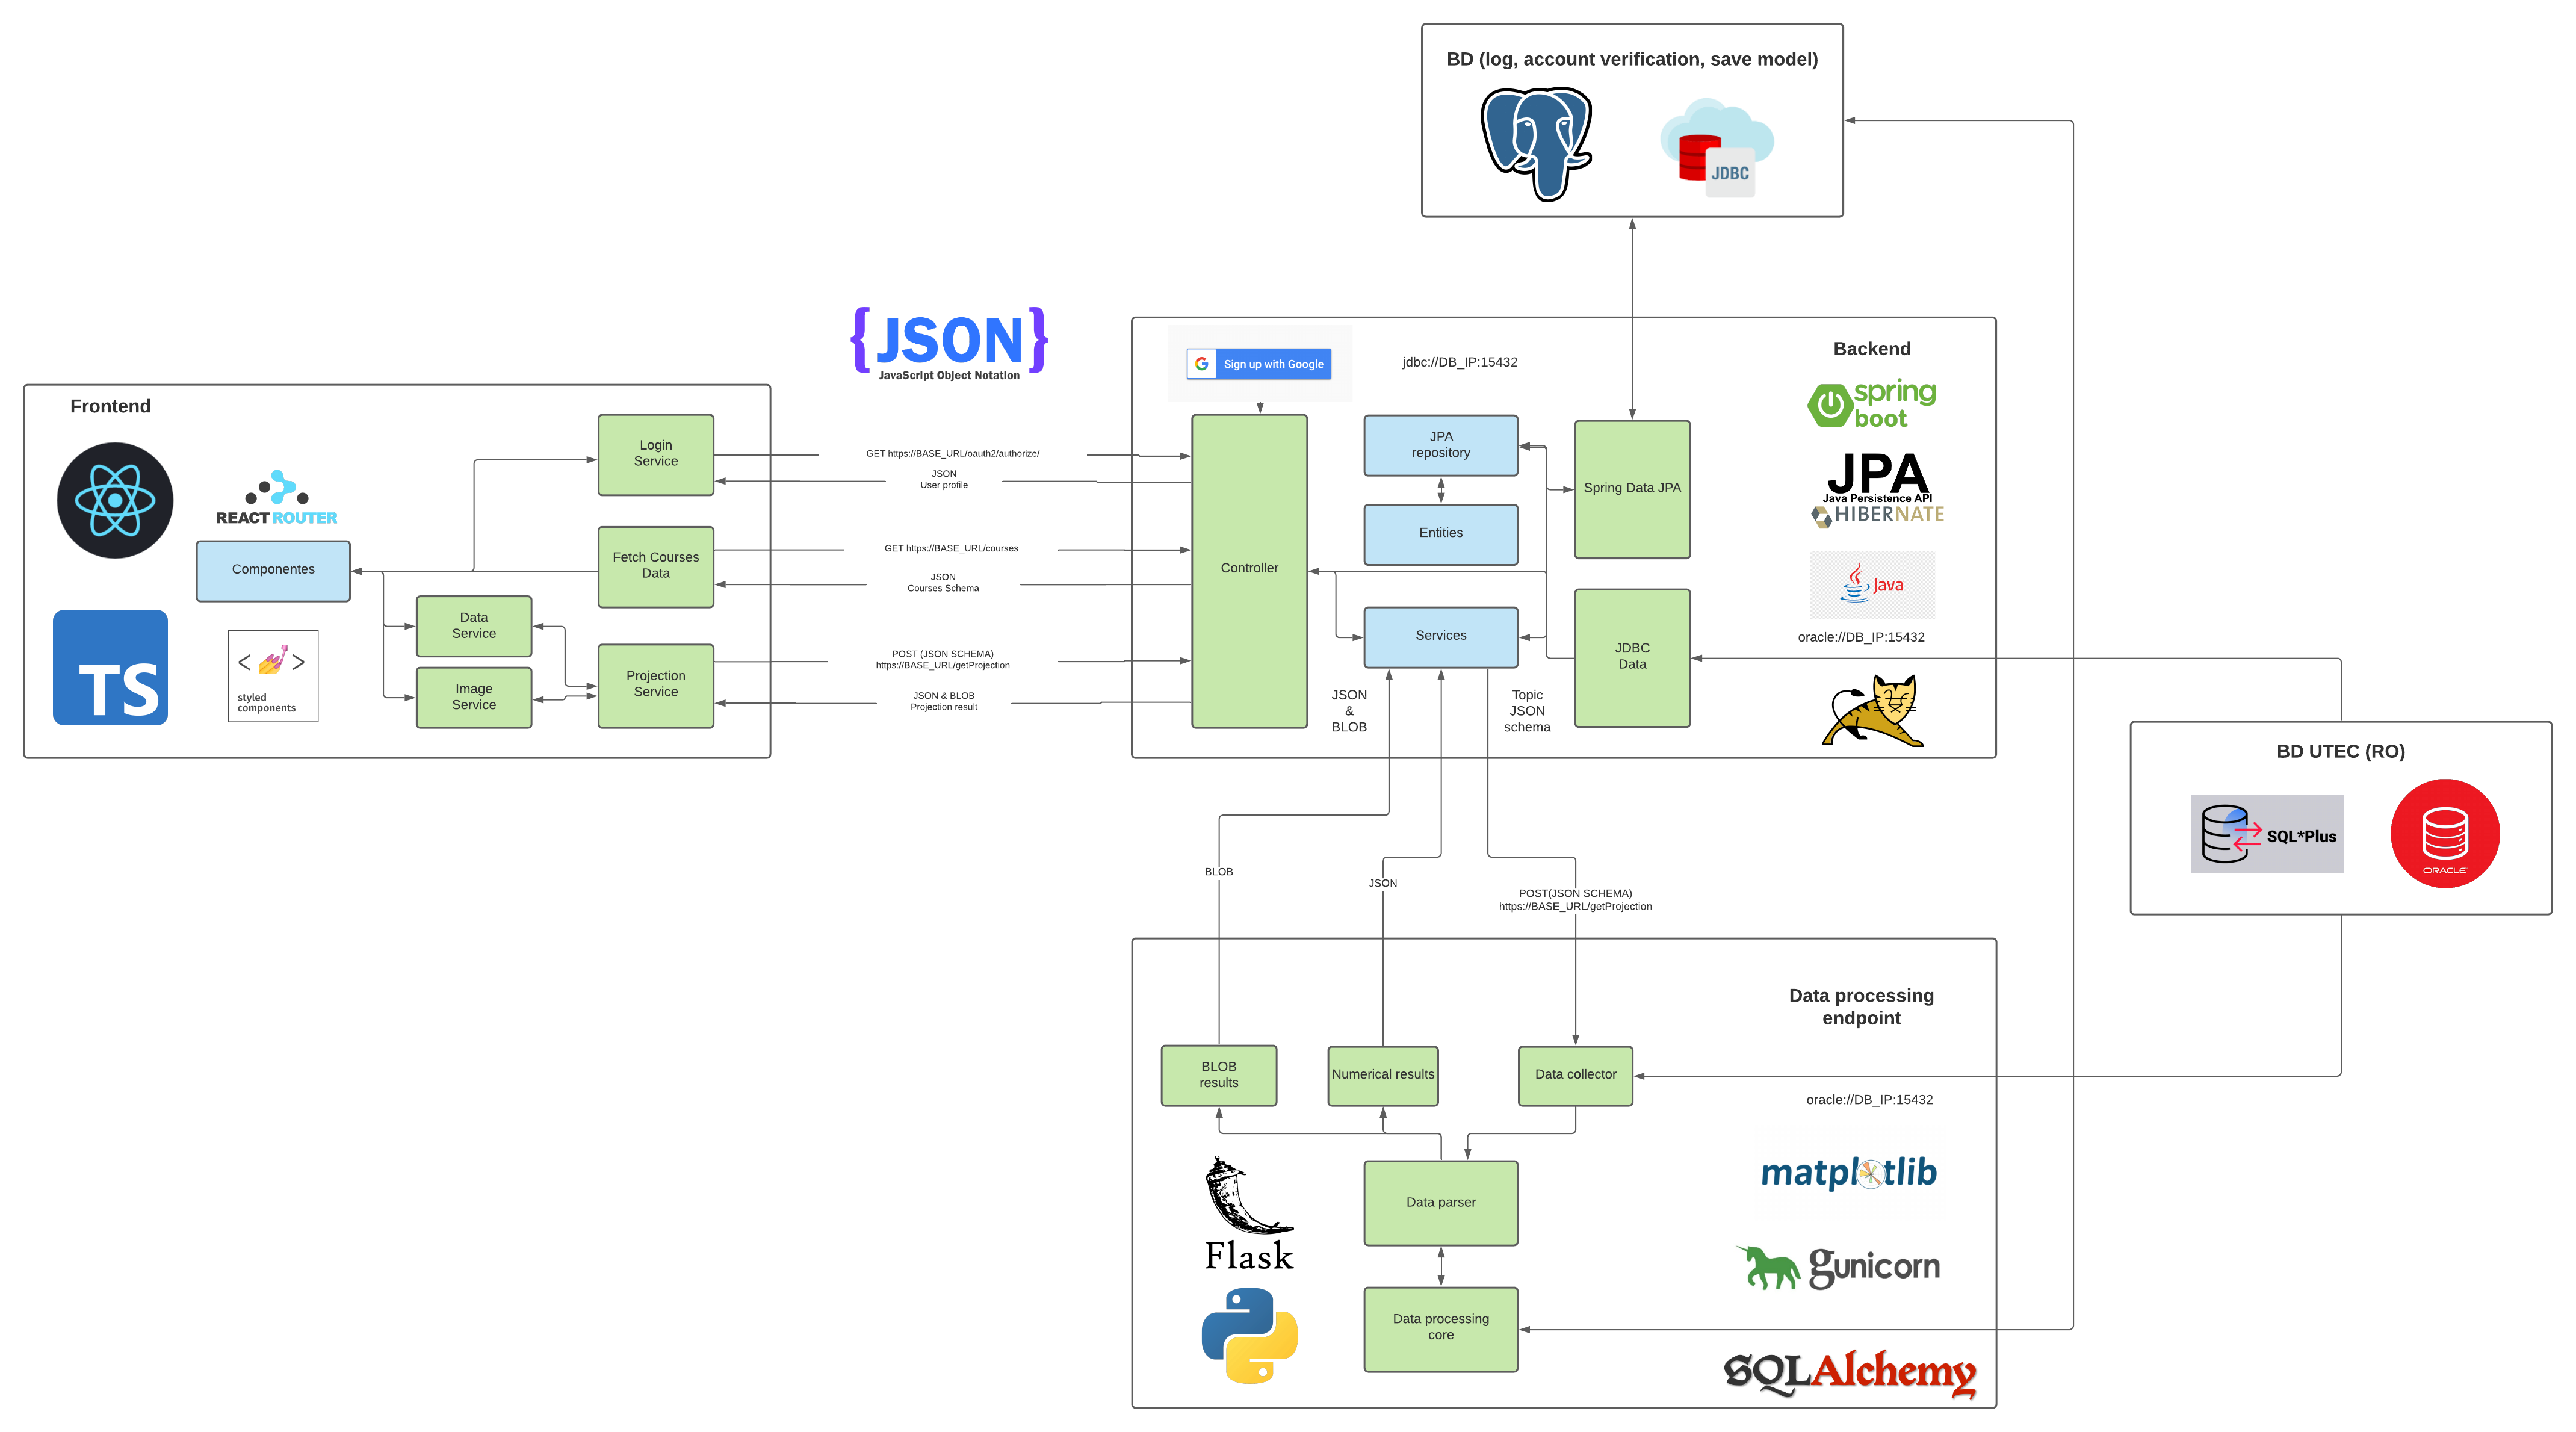 BD (log, account verification, save model)
JDBC
{JSON}
JavaScript Object Notation
Frontend
REACT ROUTER
Componentes
TS
< >
styled
components
Login
Service
Fetch Courses
Data
Data
Service
Image
Service
Projection
Service
GET https://BASE_URL/oauth2/authorize/
JSON
User profile
GET https://BASE_URL/courses
JSON
Courses Schema
POST (JSON SCHEMA)
https://BASE_URL/getProjection
JSON & BLOB
Projection result
Sign up with Google
jdbc://DB_IP:15432
Backend
spring
boot
JPA
Java Persistence API
HIBERNATE
Java
oracle://DB_IP:15432
Controller
JPA
repository
Entities
Services
Spring Data JPA
JDBC
Data
JSON
&
BLOB
Topic
JSON
schema
BD UTEC (RO)
SQL*Plus
ORACLE
BLOB
JSON
POST(JSON SCHEMA)
https://BASE_URL/getProjection
Data processing
endpoint
BLOB
results
Numerical results
Data collector
oracle://DB_IP:15432
Data parser
Data processing
core
Flask
matplotlib
gunicorn
SQLAlchemy